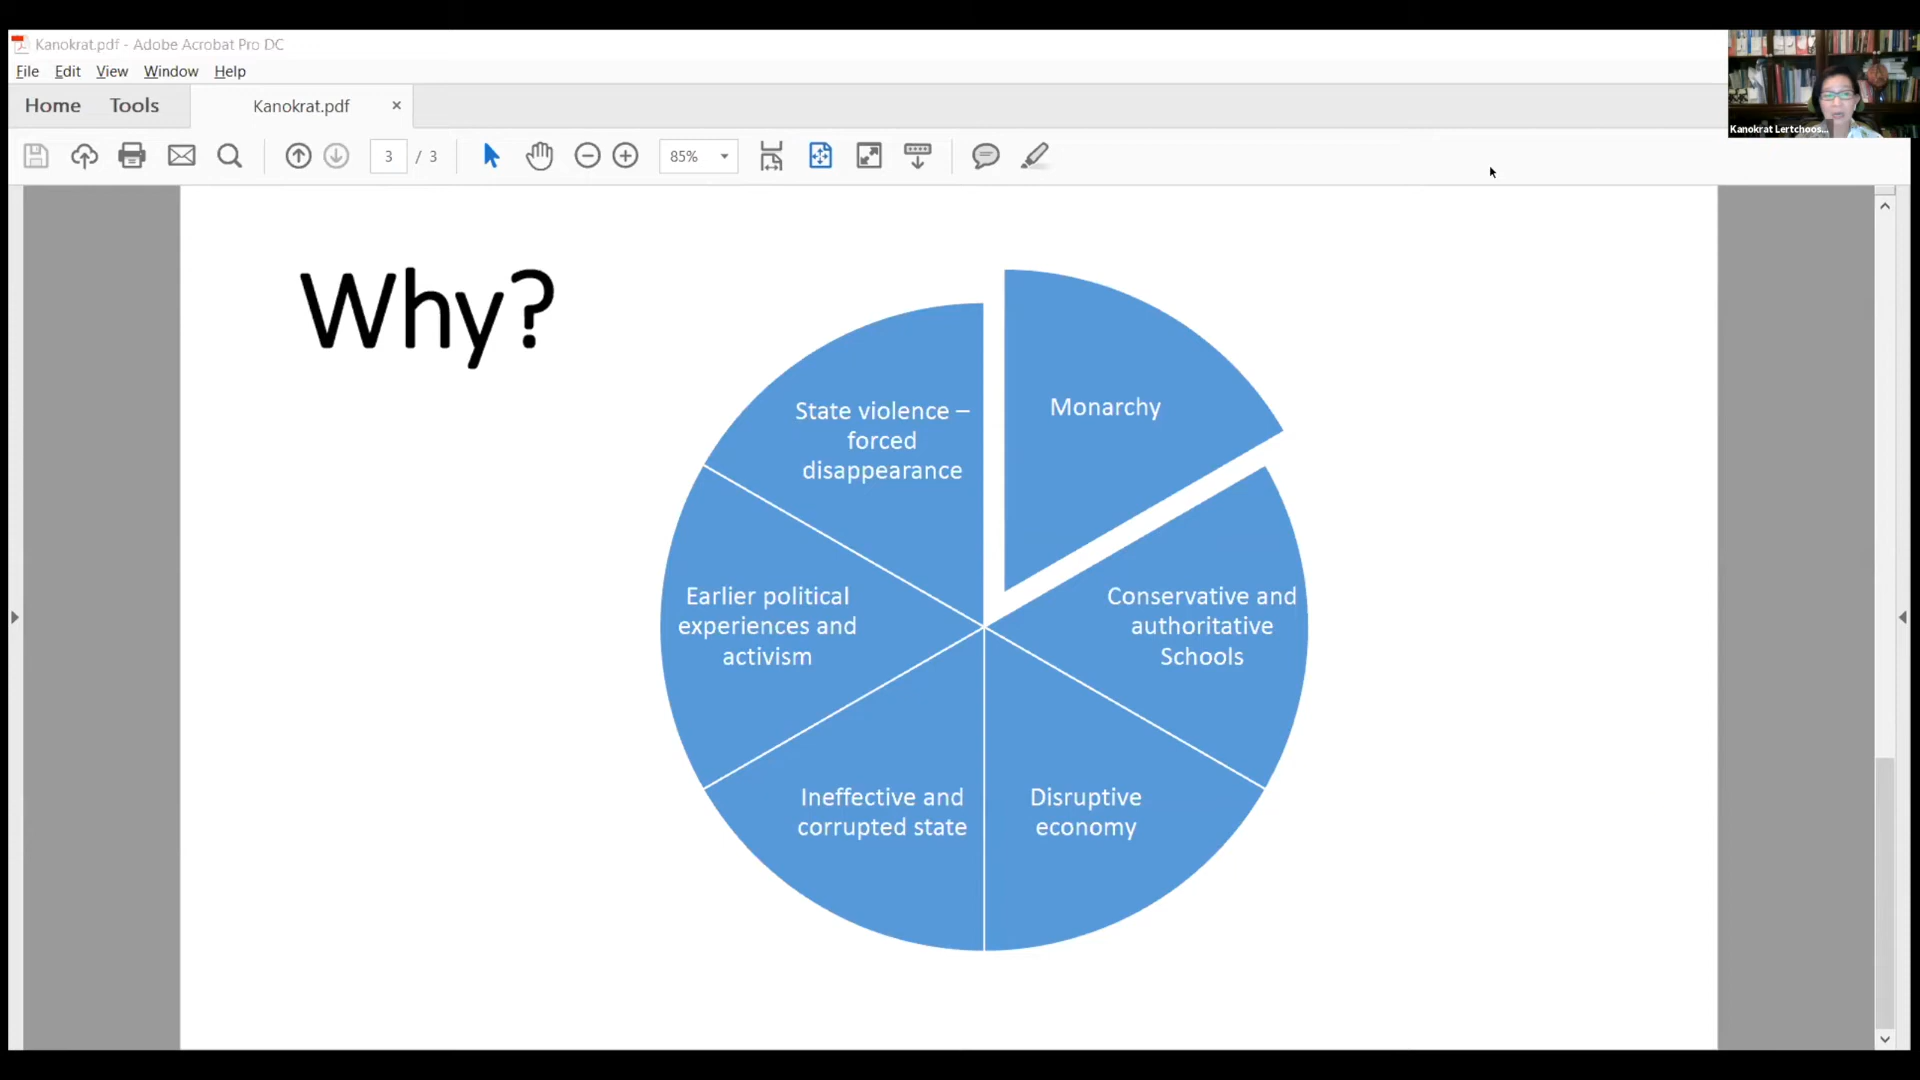 Kanokrat.pdf - Adobe Acrobat Pro DC
File Edit View Window Help
Home Tools Kanokrat.pdf
3 / 3 85%
Kanokrat Lertchoos...
Why?
Monarchy
State violence –
forced
disappearance
Earlier political
experiences and
activism
Conservative and
authoritative
Schools
Ineffective and
corrupted state
Disruptive
economy